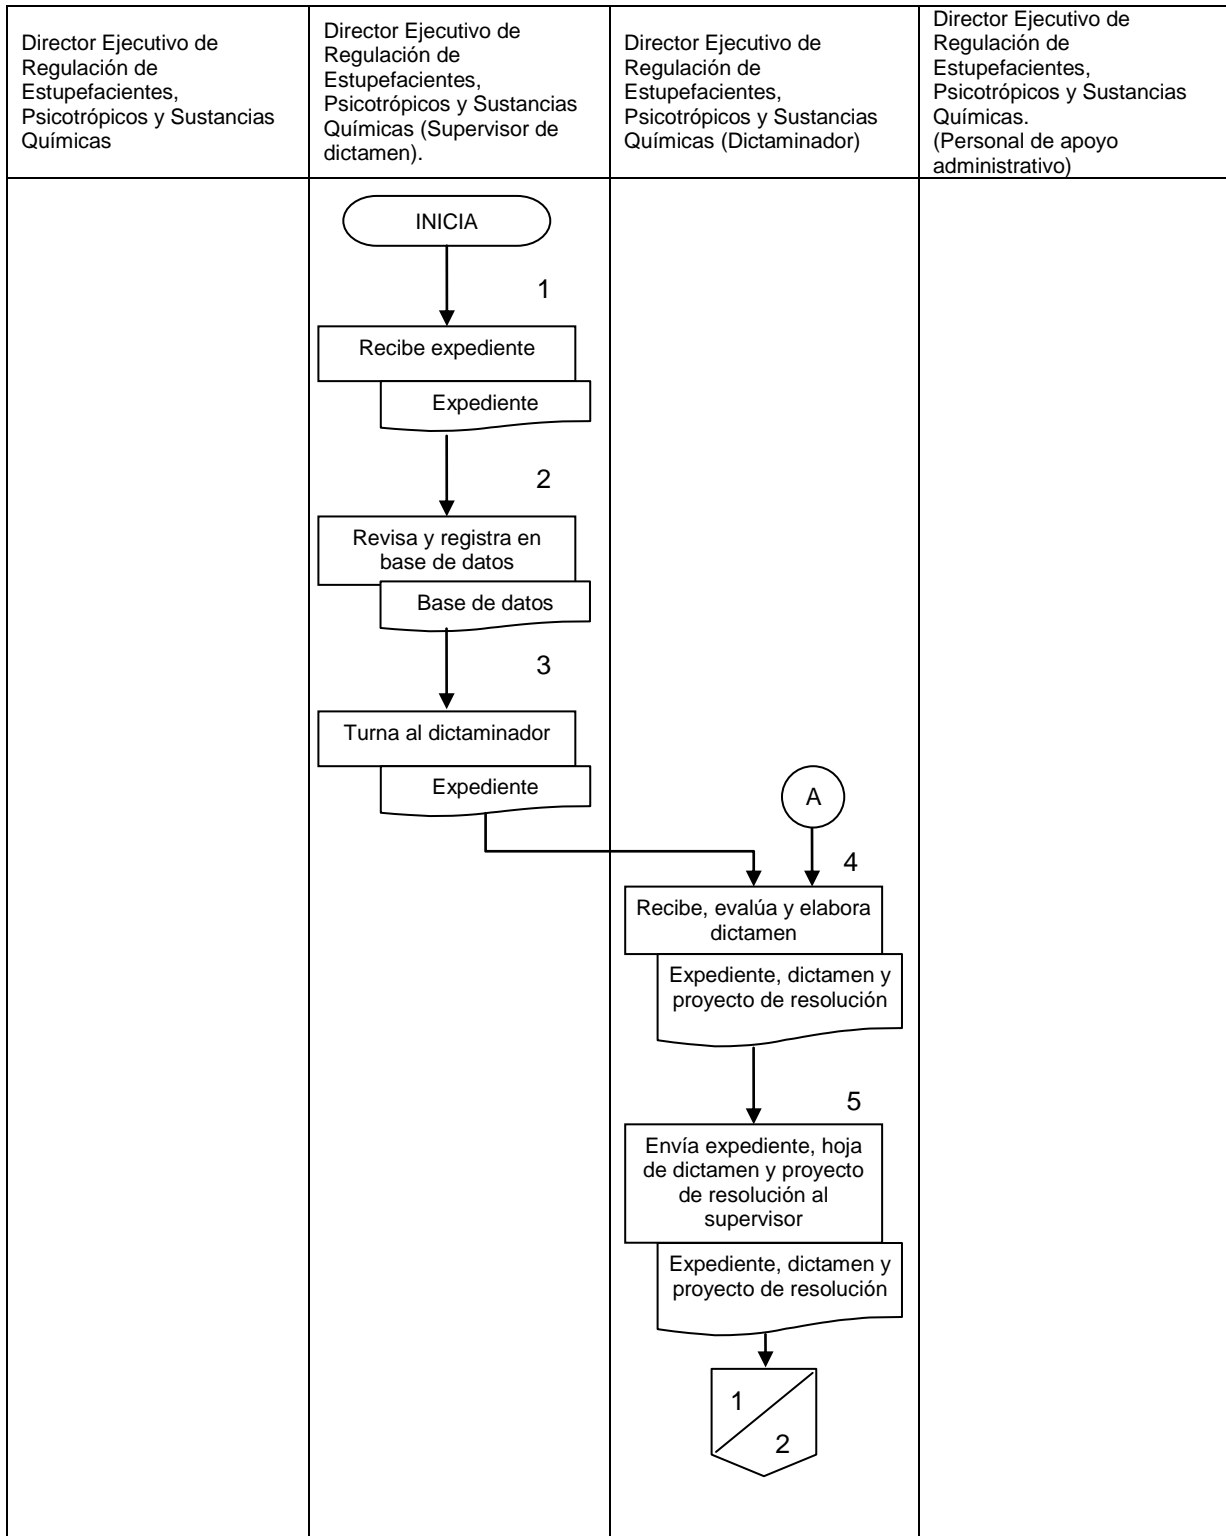 Director Ejecutivo de
Regulación de
Estupefacientes,
Psicotrópicos y Sustancias
Químicas
Director Ejecutivo de
Regulación de
Estupefacientes,
Psicotrópicos y Sustancias
Químicas (Supervisor de
dictamen).
Director Ejecutivo de
Regulación de
Estupefacientes,
Psicotrópicos y Sustancias
Químicas (Dictaminador)
Director Ejecutivo de
Regulación de
Estupefacientes,
Psicotrópicos y Sustancias
Químicas.
(Personal de apoyo
administrativo)
INICIA
1
Recibe expediente
Expediente
2
Revisa y registra en
base de datos
Base de datos
3
Turna al dictaminador
Expediente
A
4
Recibe, evalúa y elabora
dictamen
Expediente, dictamen y
proyecto de resolución
5
Envía expediente, hoja
de dictamen y proyecto
de resolución al
supervisor
Expediente, dictamen y
proyecto de resolución
1
2